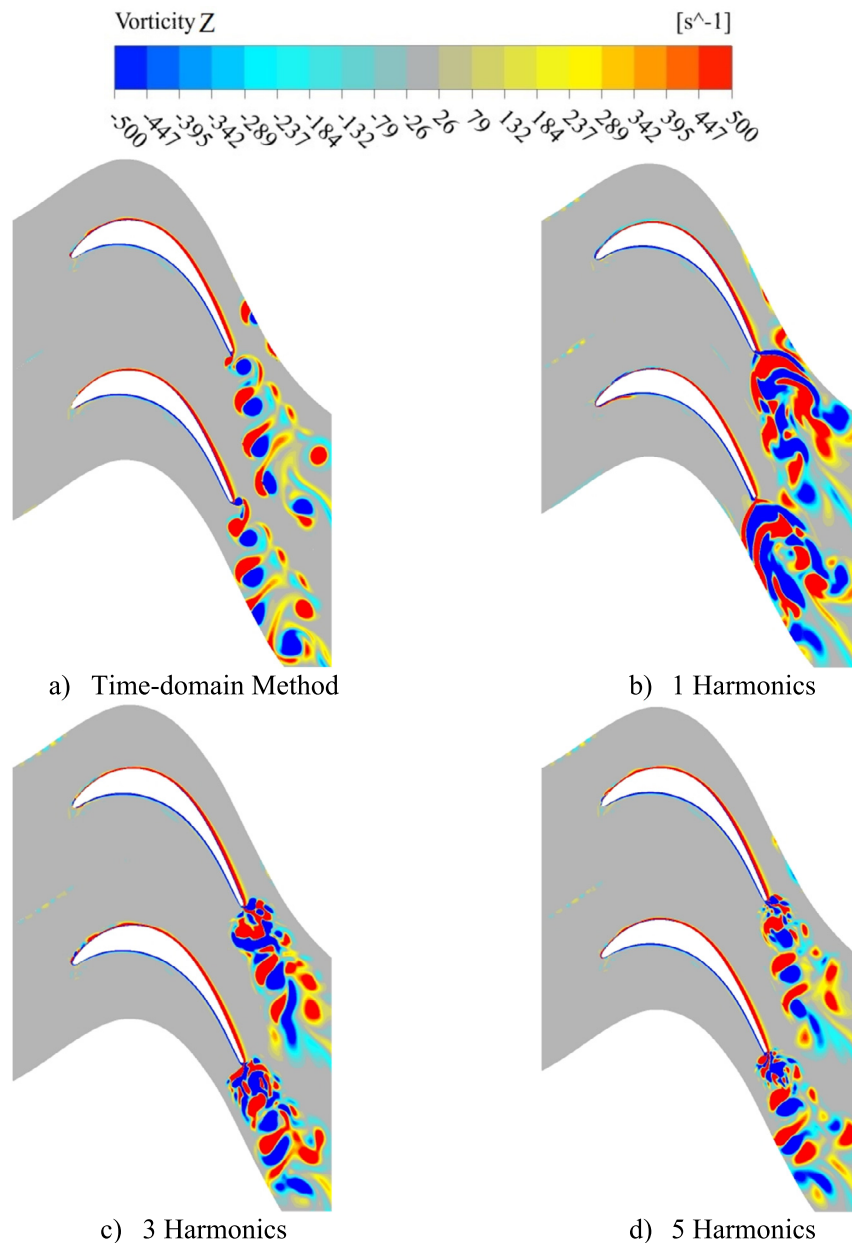 Vorticity Z [s^-1]
-500 -447 -395 -342 -289 -237 -184 -132 -79 -26 26 79 132 184 237 289 342 395 447 500
a) Time-domain Method b) 1 Harmonics
c) 3 Harmonics d) 5 Harmonics